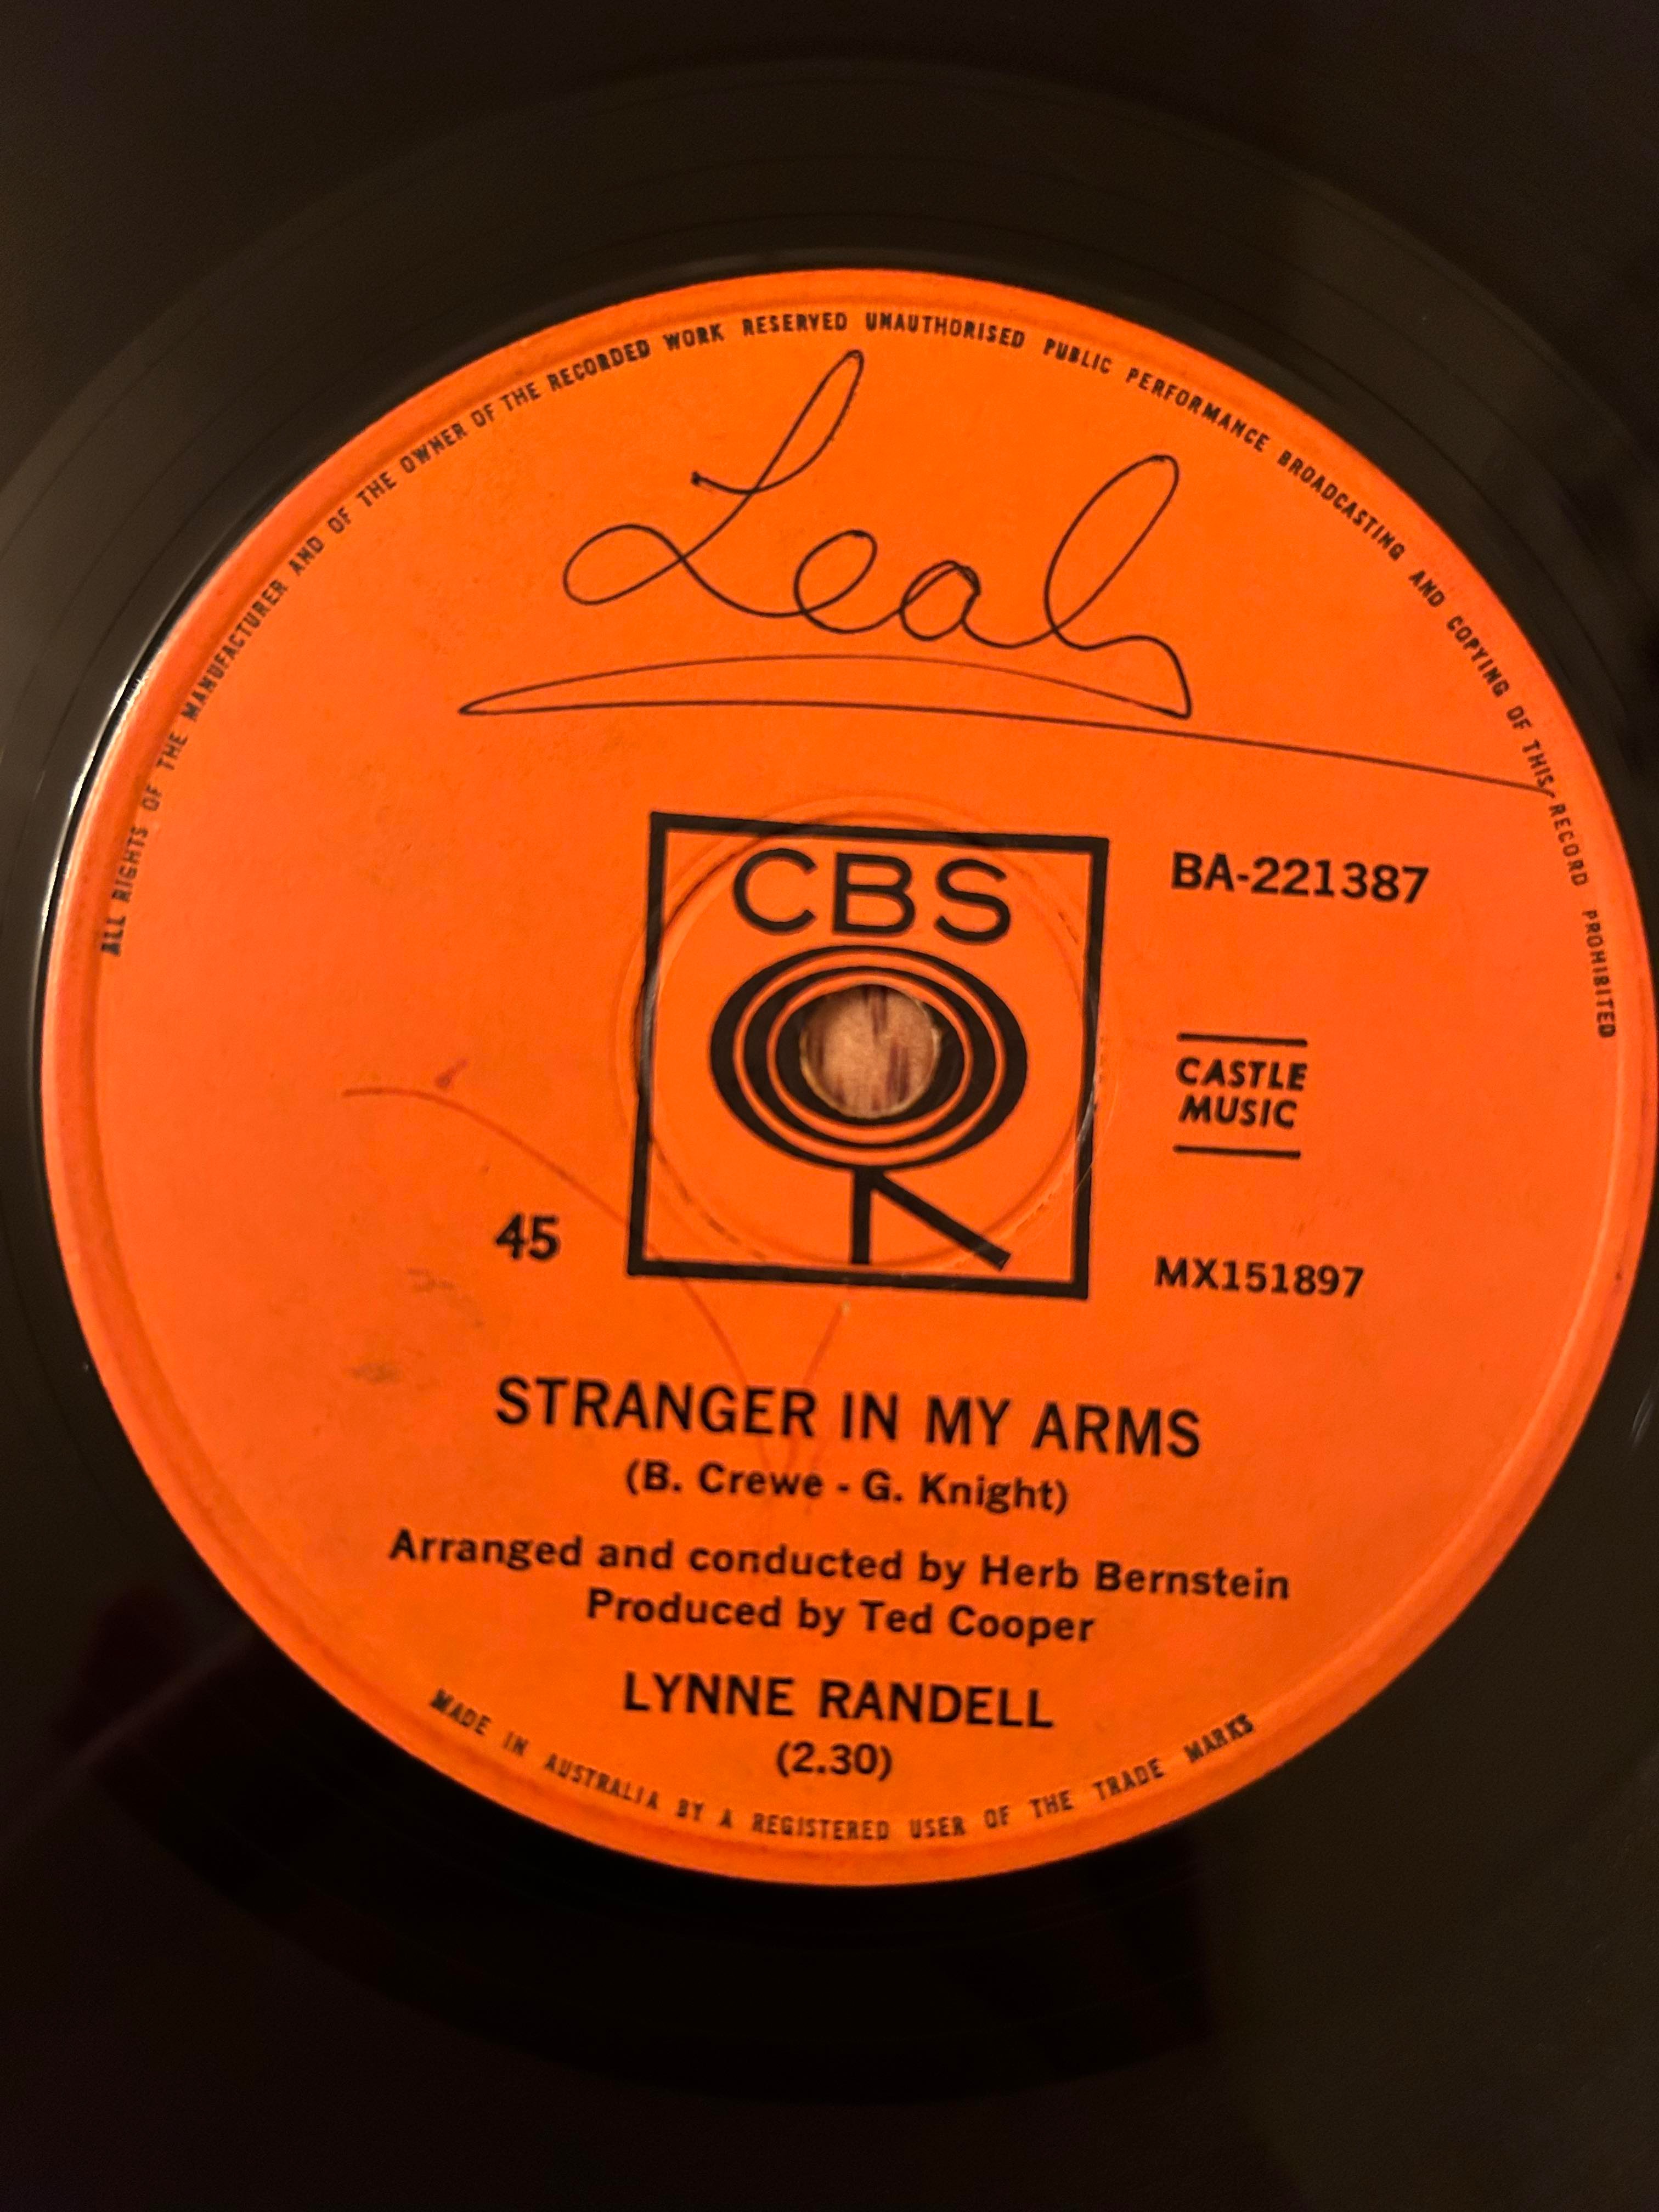 ALL RIGHTS OF THE MANUFACTURER AND OF THE OWNER OF THE RECORDED WORK RESERVED UNAUTHORISED PUBLIC PERFORMANCE BROADCASTING AND COPYING OF THIS RECORD PROHIBITED
Leah
CBS
BA-221387
CASTLE
MUSIC
45
MX151897
STRANGER IN MY ARMS
(B. Crewe - G. Knight)
Arranged and conducted by Herb Bernstein
Produced by Ted Cooper
LYNNE RANDELL
(2.30)
MADE IN AUSTRALIA BY A REGISTERED USER OF THE TRADE MARKS